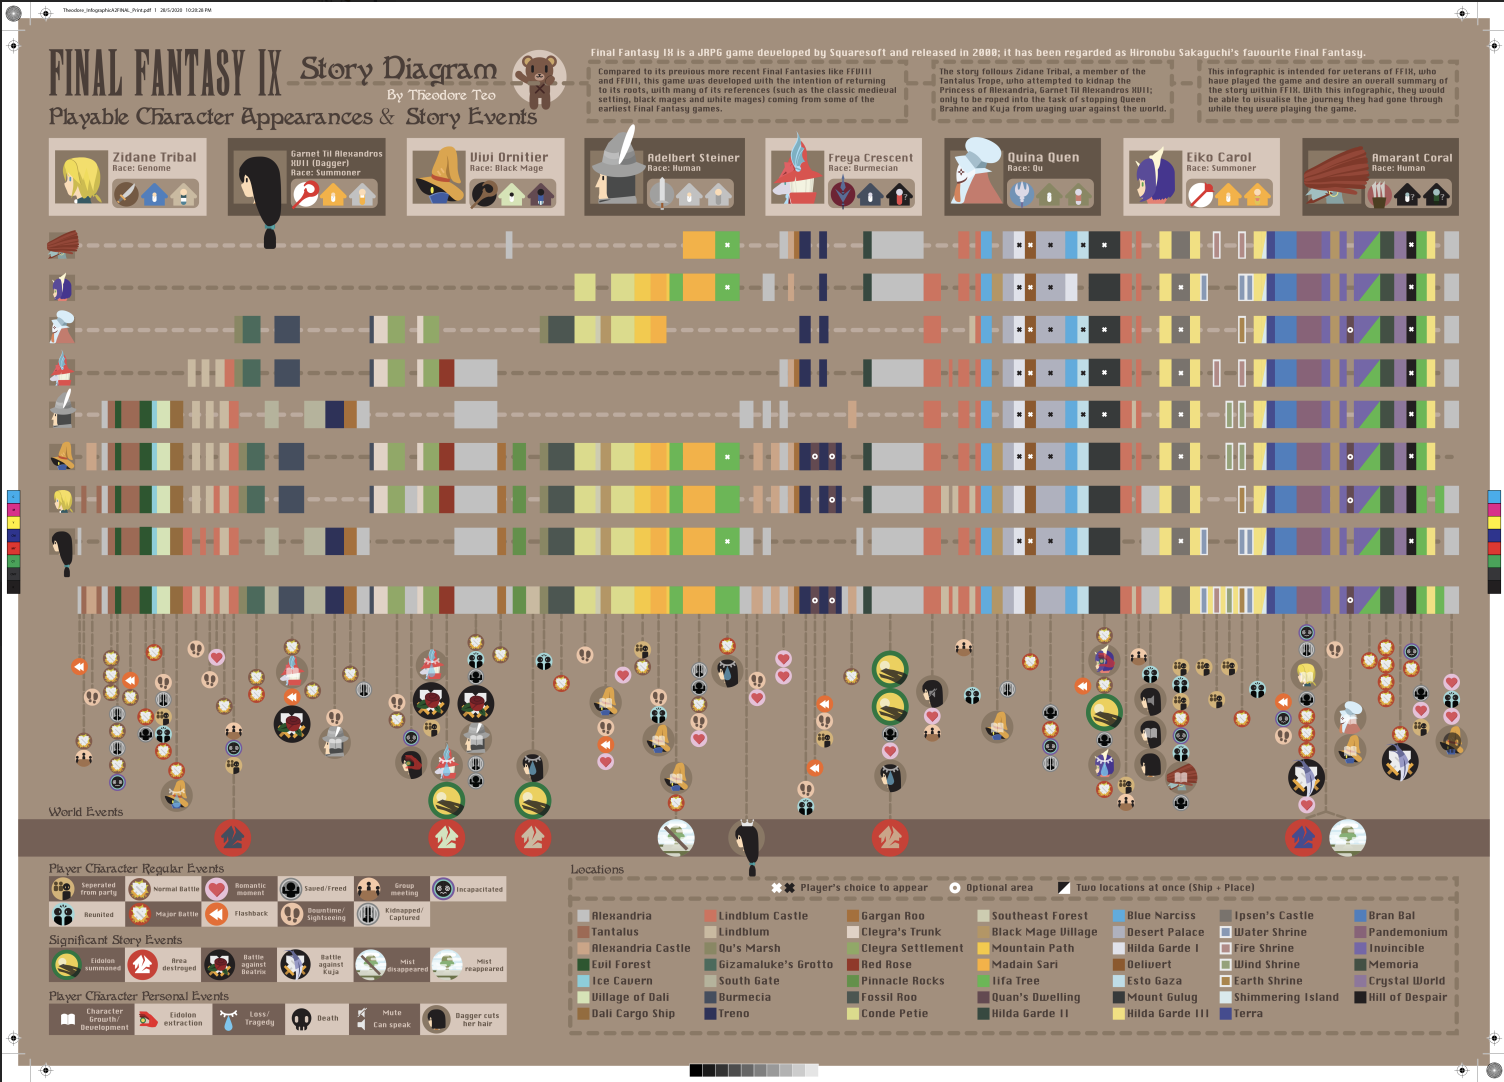 Theodore_InfographicA2FINAL_Print.pdf 1 28/5/2020 10:20:28 PM
FINAL FANTASY IX
Story Diagram
By Theodore Teo
Playable Character Appearances & Story Events
Final Fantasy IX is a JRPG game developed by Squaresoft and released in 2000; it has been regarded as Hironobu Sakaguchi's favourite Final Fantasy.
Compared to its previous more recent Final Fantasies like FFVIII
and FFVII, this game was developed with the intention of returning
to its roots, with many of its references (such as the classic medieval
setting, black mages and white mages) coming from some of the
earliest Final Fantasy games.
The story follows Zidane Tribal, a member of the
Tantalus Trope, who attempted to kidnap the
Princess of Alexandria, Garnet Til Alexandros XVII;
only to be roped into the task of stopping Queen
Brahne and Kuja from waging war against the world.
This infographic is intended for veterans of FFIX, who
have played the game and desire an overall summary of
the story within FFIX. With this infographic, they would
be able to visualise the journey they had gone through
while they were playing the game.
Zidane Tribal
Race: Genome
Garnet Til Alexandros
XVII (Dagger)
Race: Summoner
Vivi Ornitier
Race: Black Mage
Adelbert Steiner
Race: Human
Freya Crescent
Race: Burmecian
Quina Quen
Race: Qu
Eiko Carol
Race: Summoner
Amarant Coral
Race: Human
World Events
Player Character Regular Events
Seperated
from party
Normal Battle
Romantic
moment
Saved/Freed
Group
meeting
Incapacitated
Reunited
Major Battle
Flashback
Downtime/
Sightseeing
Kidnapped/
Captured
Significant Story Events
Eidolon
summoned
Area
destroyed
Battle
against
Beatrix
Battle
against
Kuja
Mist
disappeared
Mist
reappeared
Player Character Personal Events
Character
Growth/
Development
Eidolon
extraction
Loss/
Tragedy
Death
Mute
Can speak
Dagger cuts
her hair
Locations
Player's choice to appear
Optional area
Two locations at once (Ship + Place)
Alexandria
Tantalus
Alexandria Castle
Evil Forest
Ice Cavern
Village of Dali
Dali Cargo Ship
Lindblum Castle
Lindblum
Qu's Marsh
Gizamaluke's Grotto
South Gate
Burmecia
Treno
Gargan Roo
Cleyra's Trunk
Cleyra Settlement
Red Rose
Pinnacle Rocks
Fossil Roo
Conde Petie
Southeast Forest
Black Mage Village
Mountain Path
Madain Sari
Iifa Tree
Quan's Dwelling
Hilda Garde II
Blue Narciss
Desert Palace
Hilda Garde I
Delivert
Esto Gaza
Mount Gulug
Hilda Garde III
Ipsen's Castle
Water Shrine
Fire Shrine
Wind Shrine
Earth Shrine
Shimmering Island
Terra
Bran Bal
Pandemonium
Invincible
Memoria
Crystal World
Hill of Despair